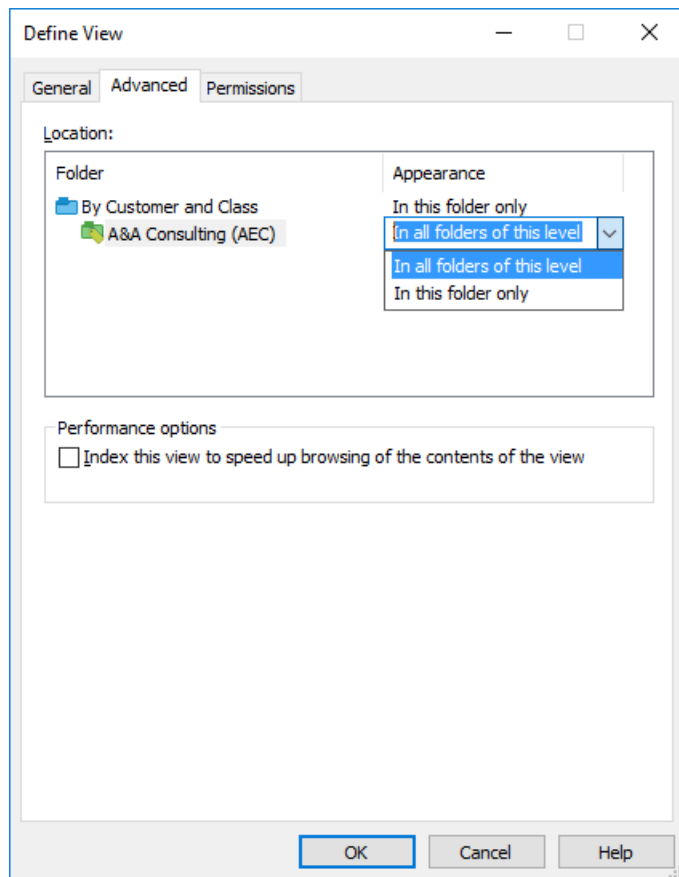 Define View
General Advanced Permissions
Location:
Folder Appearance
By Customer and Class In this folder only
A&A Consulting (AEC) In all folders of this level
In all folders of this level
In this folder only
Performance options
Index this view to speed up browsing of the contents of the view
OK Cancel Help